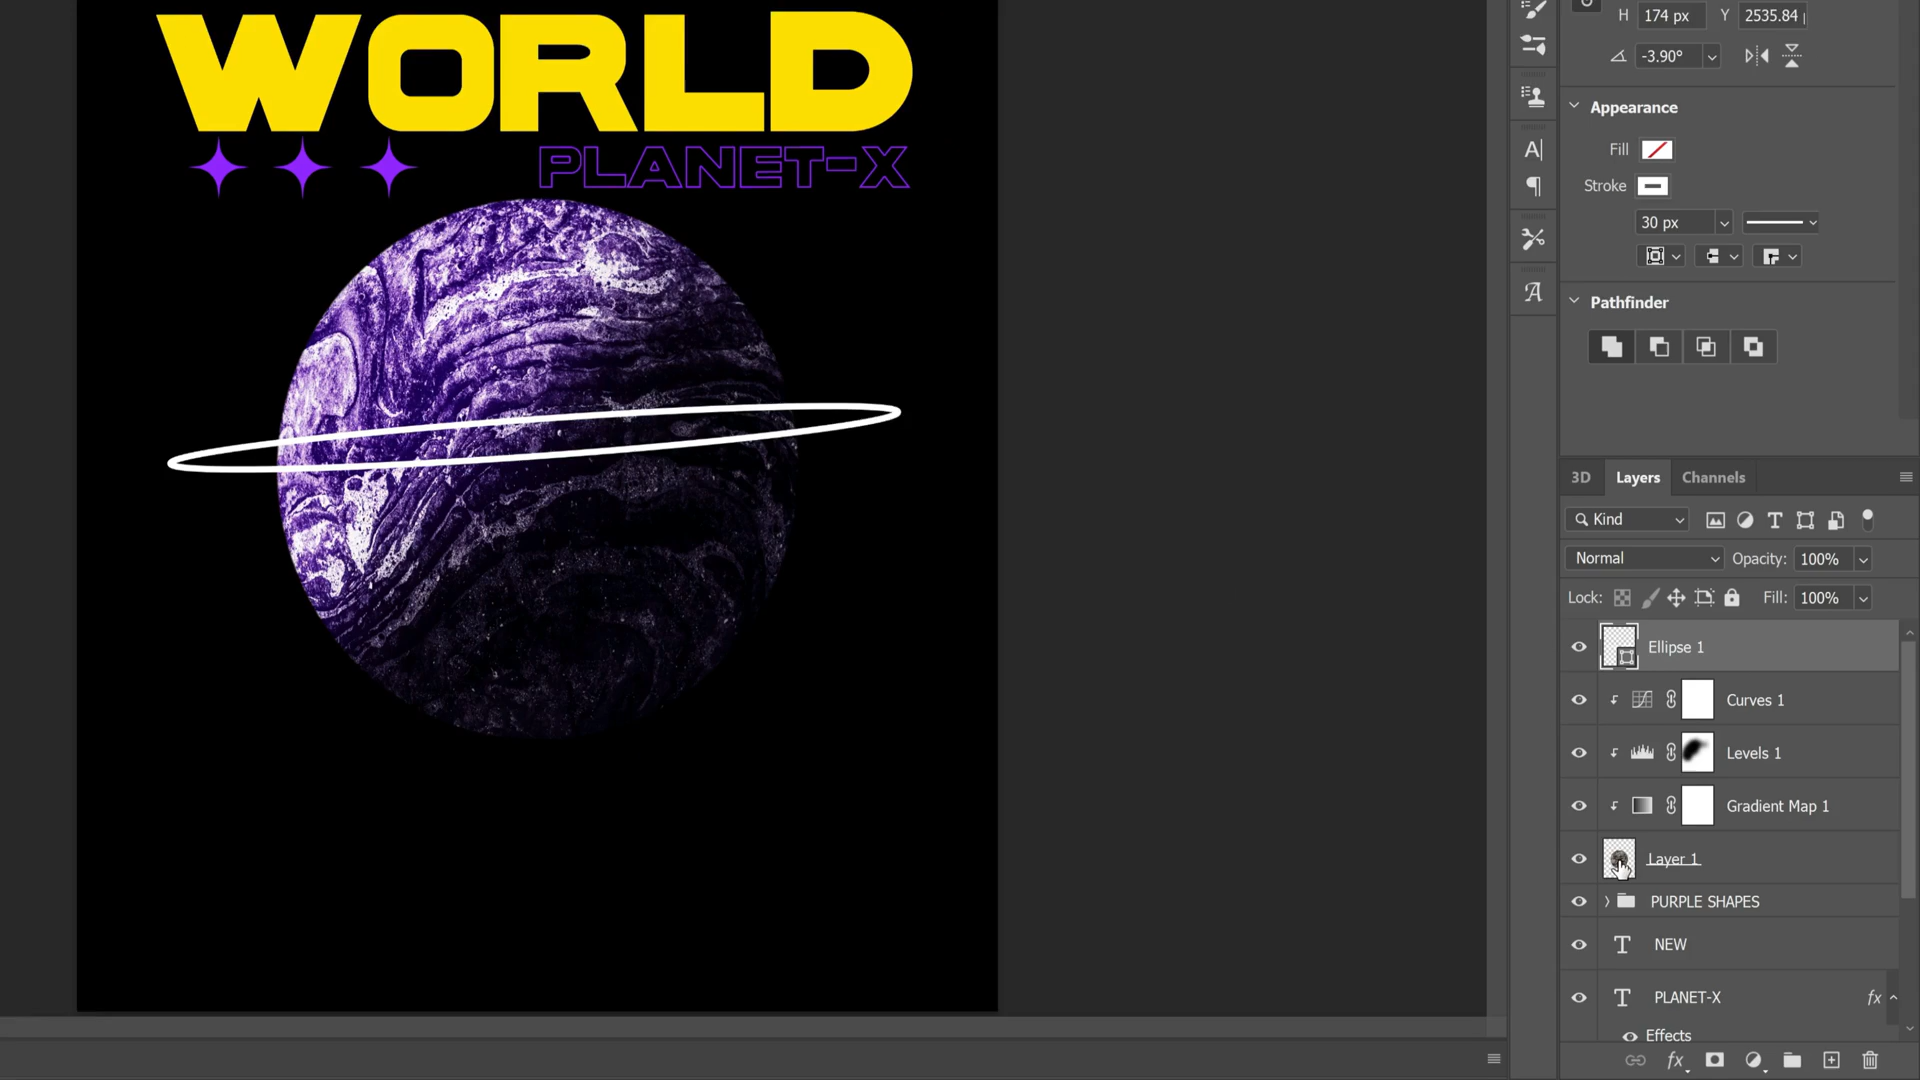 WORLD
PLANET-X
H 174 px Y 2535.84
-3.90°
Appearance
Fill
Stroke
30 px
Pathfinder
3D Layers Channels
Kind
Normal Opacity: 100%
Lock: Fill: 100%
Ellipse 1
Curves 1
Levels 1
Gradient Map 1
Layer 1
PURPLE SHAPES
T NEW
T PLANET-X fx
Effects
fx